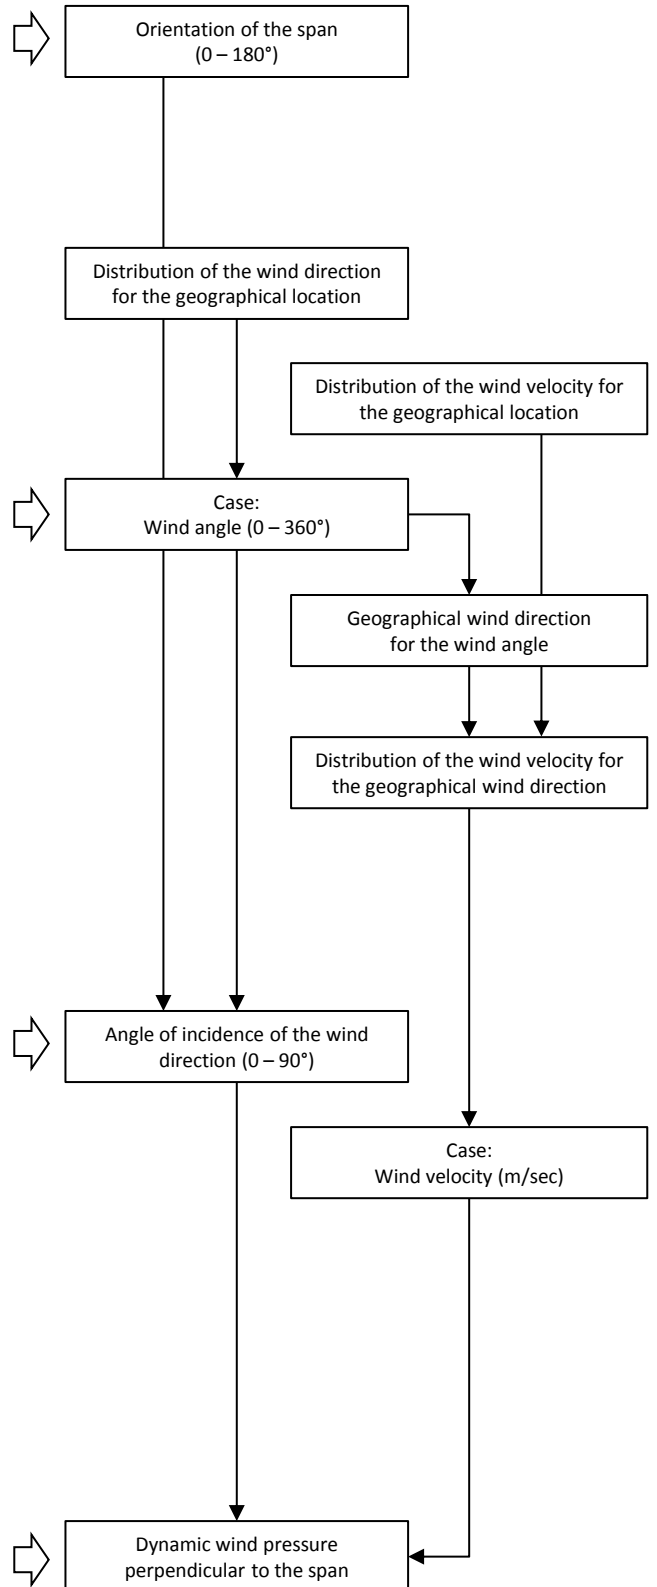 Orientation of the span
(0 – 180°)
Distribution of the wind direction
for the geographical location
Distribution of the wind velocity for
the geographical location
Case:
Wind angle (0 – 360°)
Geographical wind direction
for the wind angle
Distribution of the wind velocity for
the geographical wind direction
Angle of incidence of the wind
direction (0 – 90°)
Case:
Wind velocity (m/sec)
Dynamic wind pressure
perpendicular to the span